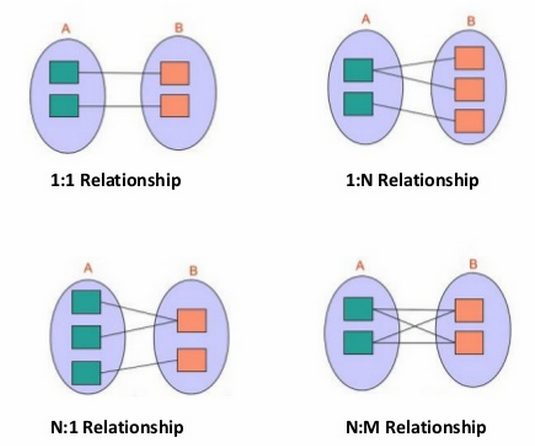 A B
1:1 Relationship
A B
1:N Relationship
A B
N:1 Relationship
A B
N:M Relationship